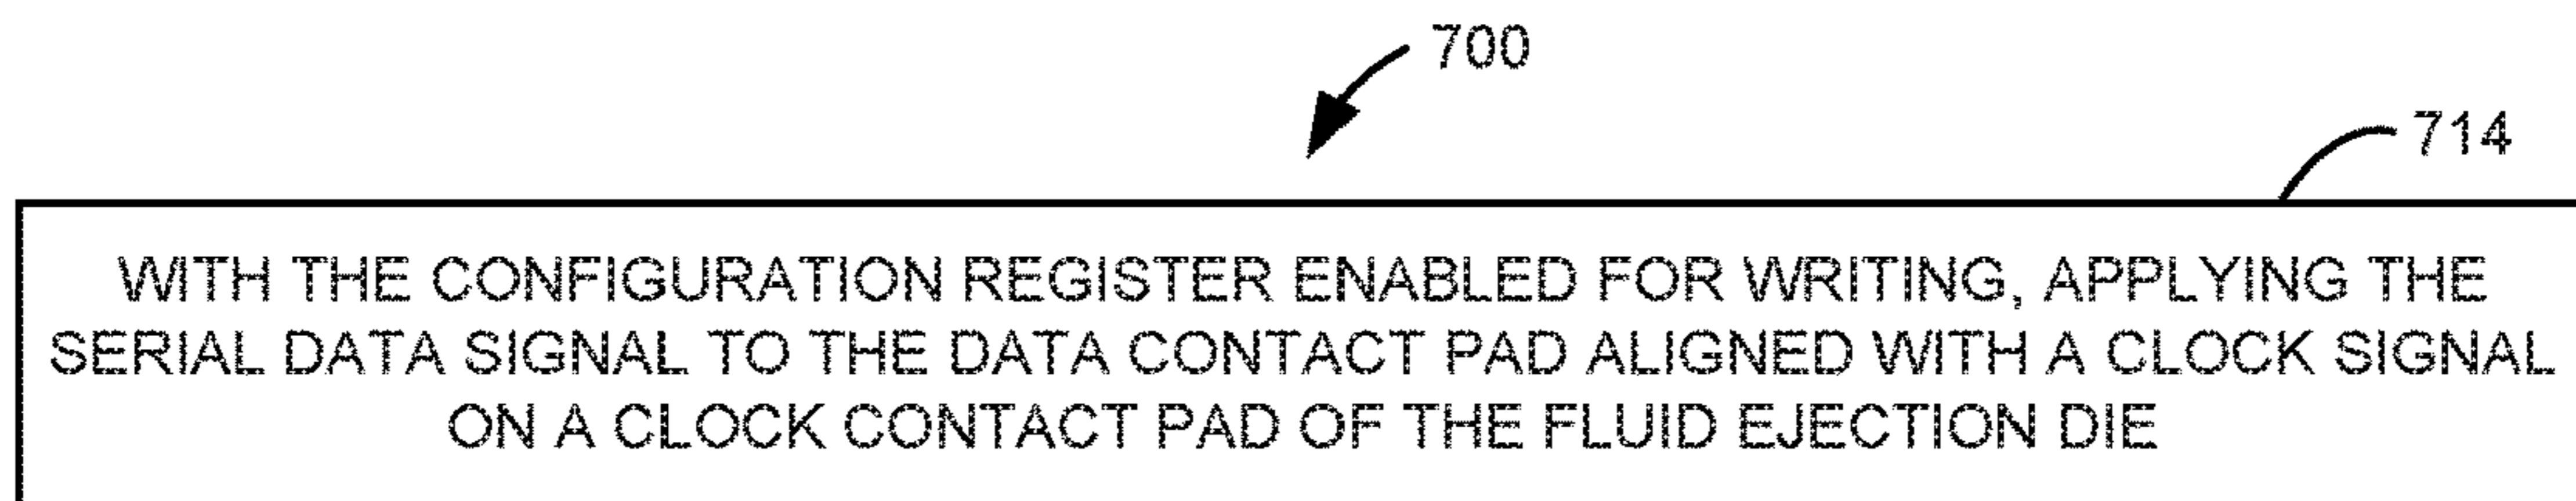 700
714
WITH THE CONFIGURATION REGISTER ENABLED FOR WRITING, APPLYING THE
SERIAL DATA SIGNAL TO THE DATA CONTACT PAD ALIGNED WITH A CLOCK SIGNAL
ON A CLOCK CONTACT PAD OF THE FLUID EJECTION DIE